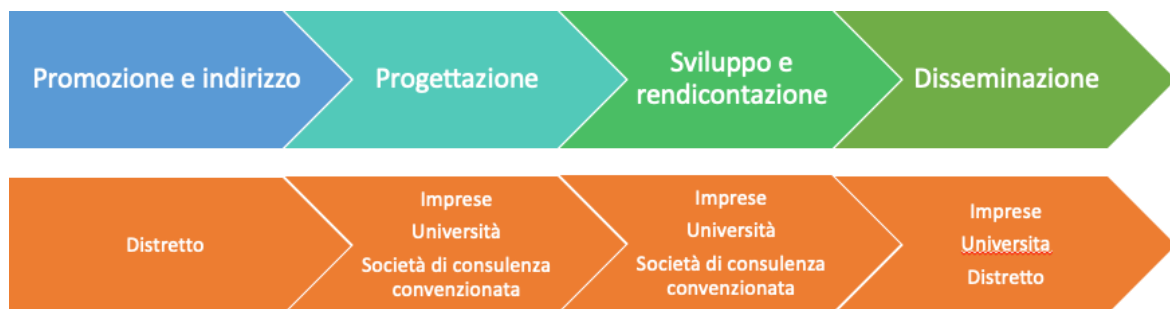 Promozione e indirizzo
Progettazione
Sviluppo e
rendicontazione
Disseminazione
Distretto
Imprese
Università
Società di consulenza
convenzionata
Imprese
Università
Società di consulenza
convenzionata
Imprese
Universita
Distretto